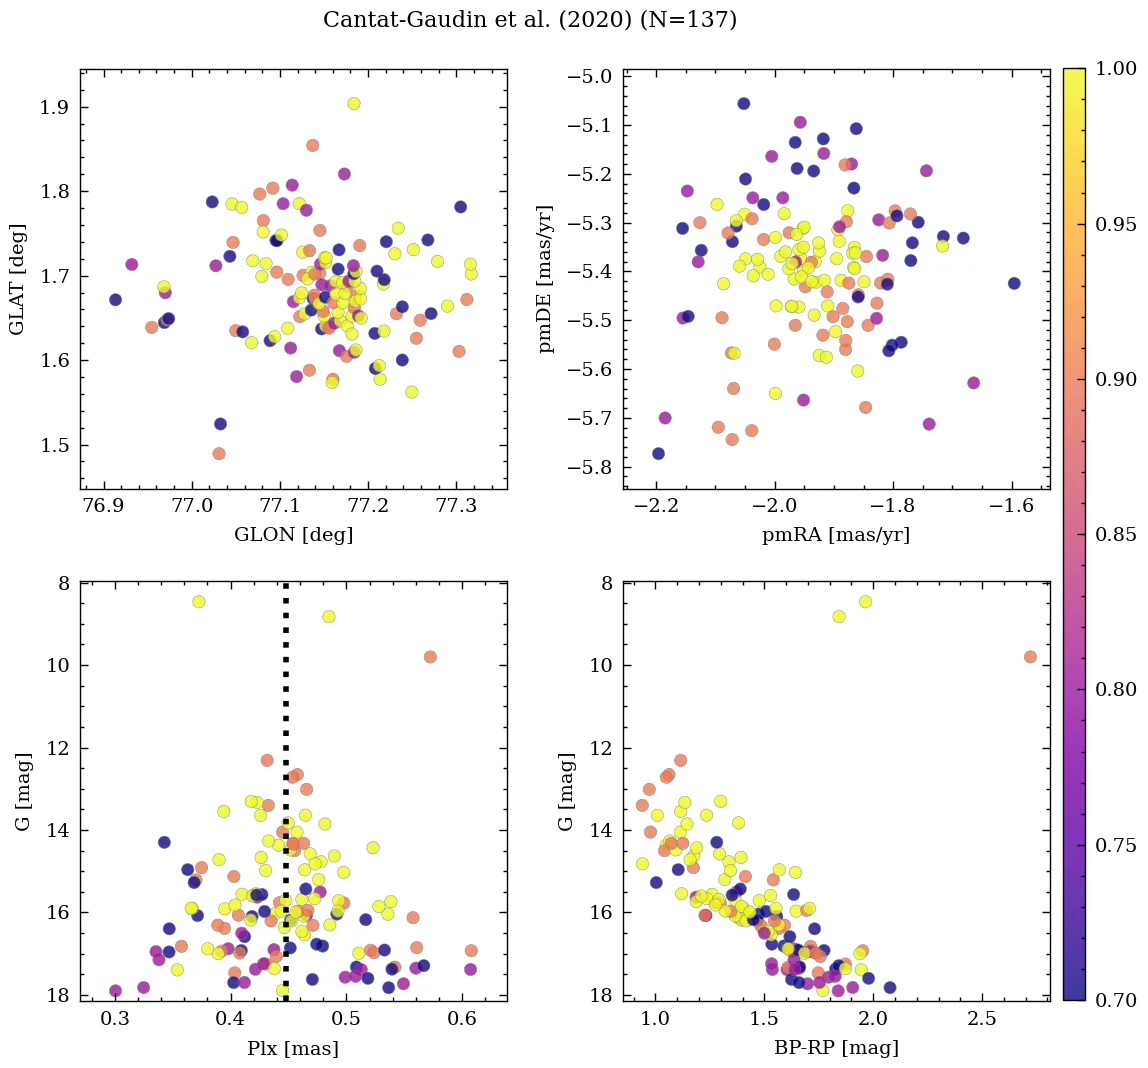 Cantat-Gaudin et al. (2020) (N=137)
1.9
1.8
1.7
1.6
1.5
GLAT [deg]
76.9 77.0 77.1 77.2 77.3
GLON [deg]
−5.0
−5.1
−5.2
−5.3
−5.4
−5.5
−5.6
−5.7
−5.8
pmDE [mas/yr]
−2.2 −2.0 −1.8 −1.6
pmRA [mas/yr]
8
10
12
14
16
18
G [mag]
0.3 0.4 0.5 0.6
Plx [mas]
8
10
12
14
16
18
G [mag]
1.0 1.5 2.0 2.5
BP-RP [mag]
1.00
0.95
0.90
0.85
0.80
0.75
0.70